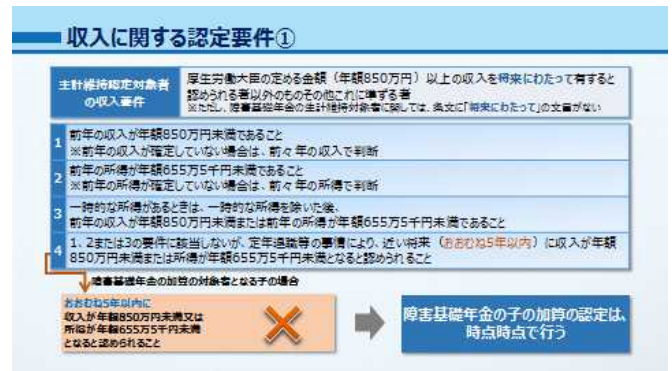 収入に関する認定要件①
生計維持認定対象者
の収入要件
厚生労働大臣の定める金額（年額850万円）以上の収入を将来にわたって有すると
認められる者以外のものその他これに準ずる者
※ただし、障害基礎年金の生計維持対象者に関しては、条文に｢将来にわたって｣の文言がない
1
前年の収入が年額850万円未満であること
※前年の収入が確定していない場合は、前々年の収入で判断
2
前年の所得が年額655万5千円未満であること
※前年の所得が確定していない場合は、前々年の所得で判断
3
一時的な所得があるときは、一時的な所得を除いた後、
前年の収入が年額850万円未満または前年の所得が年額655万5千円未満であること
4
1、2または3の要件に該当しないが、定年退職等の事情により、近い将来（おおむね5年以内）に収入が年額
850万円未満または所得が年額655万5千円未満となると認められること
障害基礎年金の加算の対象者となる子の場合
おおむね5年以内に
収入が年額850万円未満又は
所得が年額655万5千円未満
となると認められること
障害基礎年金の子の加算の認定は、
時点時点で行う